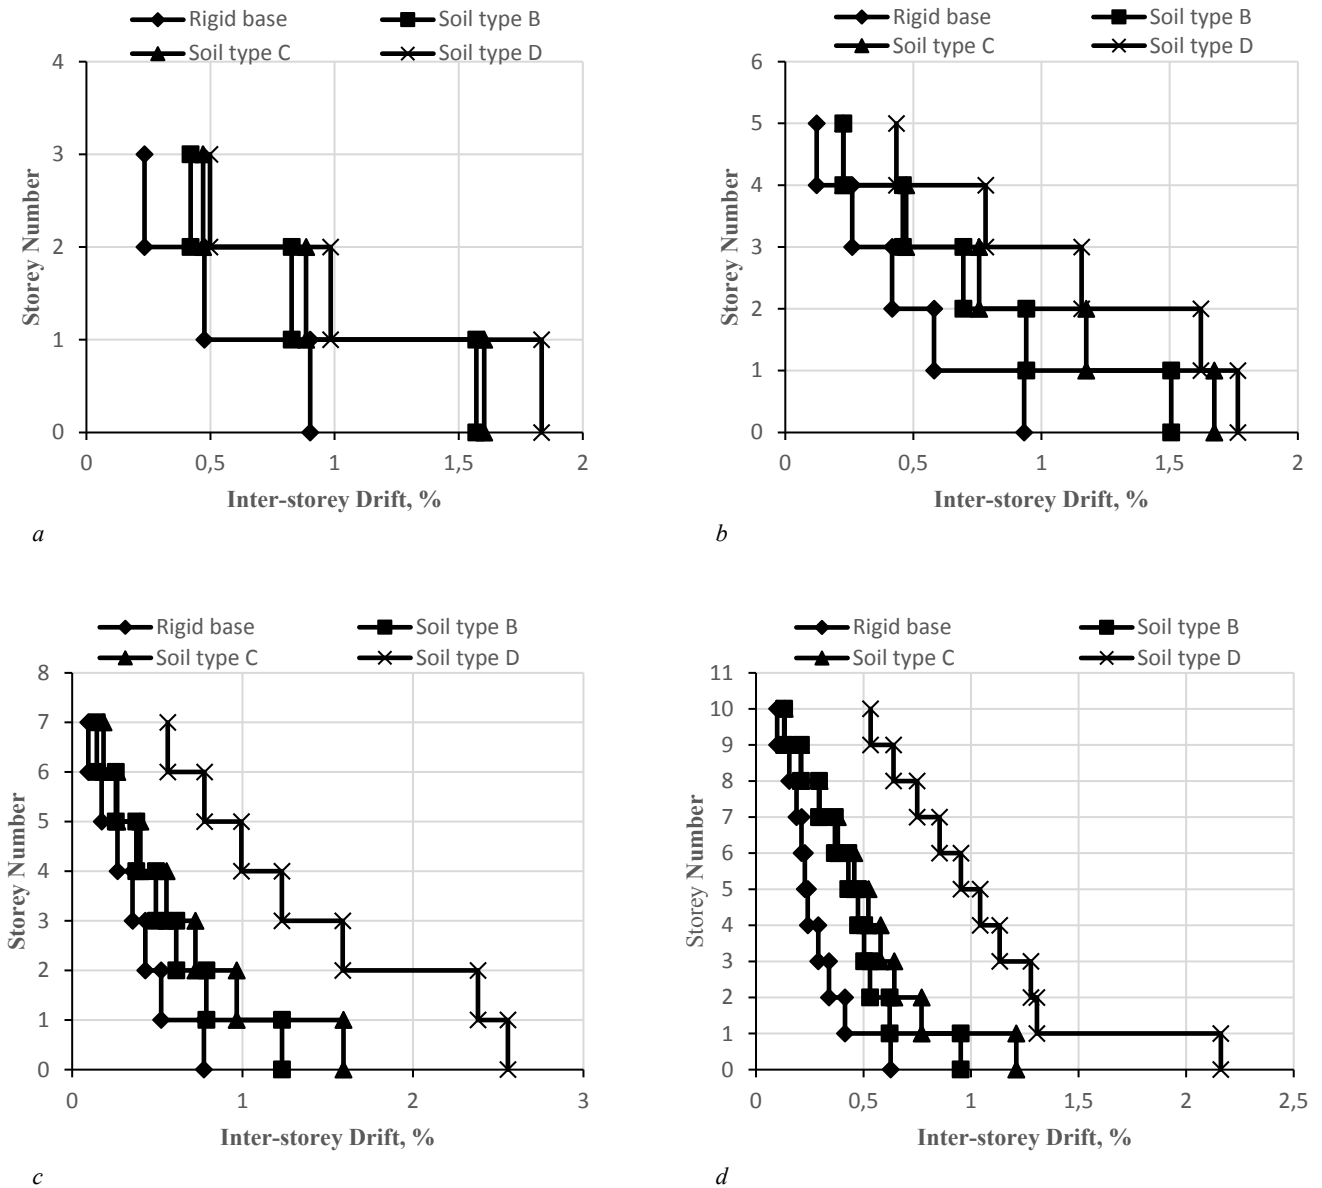 Rigid base Soil type B
Soil type C Soil type D
4
3
2
1
0
0 0,5 1 1,5 2
Storey Number
Inter-storey Drift, %
a
Rigid base Soil type B
Soil type C Soil type D
6
5
4
3
2
1
0
0 0,5 1 1,5 2
Storey Number
Inter-storey Drift, %
b
Rigid base Soil type B
Soil type C Soil type D
8
7
6
5
4
3
2
1
0
0 1 2 3
Storey Number
Inter-storey Drift, %
c
Rigid base Soil type B
Soil type C Soil type D
11
10
9
8
7
6
5
4
3
2
1
0
0 0,5 1 1,5 2 2,5
Storey Number
Inter-storey Drift, %
d